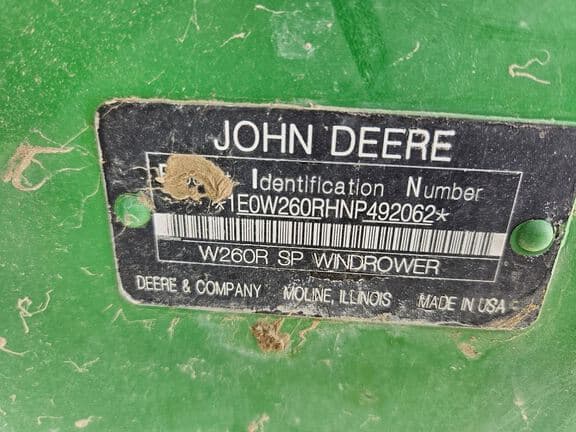 JOHN DEERE
Identification Number
*1E0W260RHNP492062*
W260R SP WINDROWER
DEERE & COMPANY MOLINE, ILLINOIS MADE IN USA